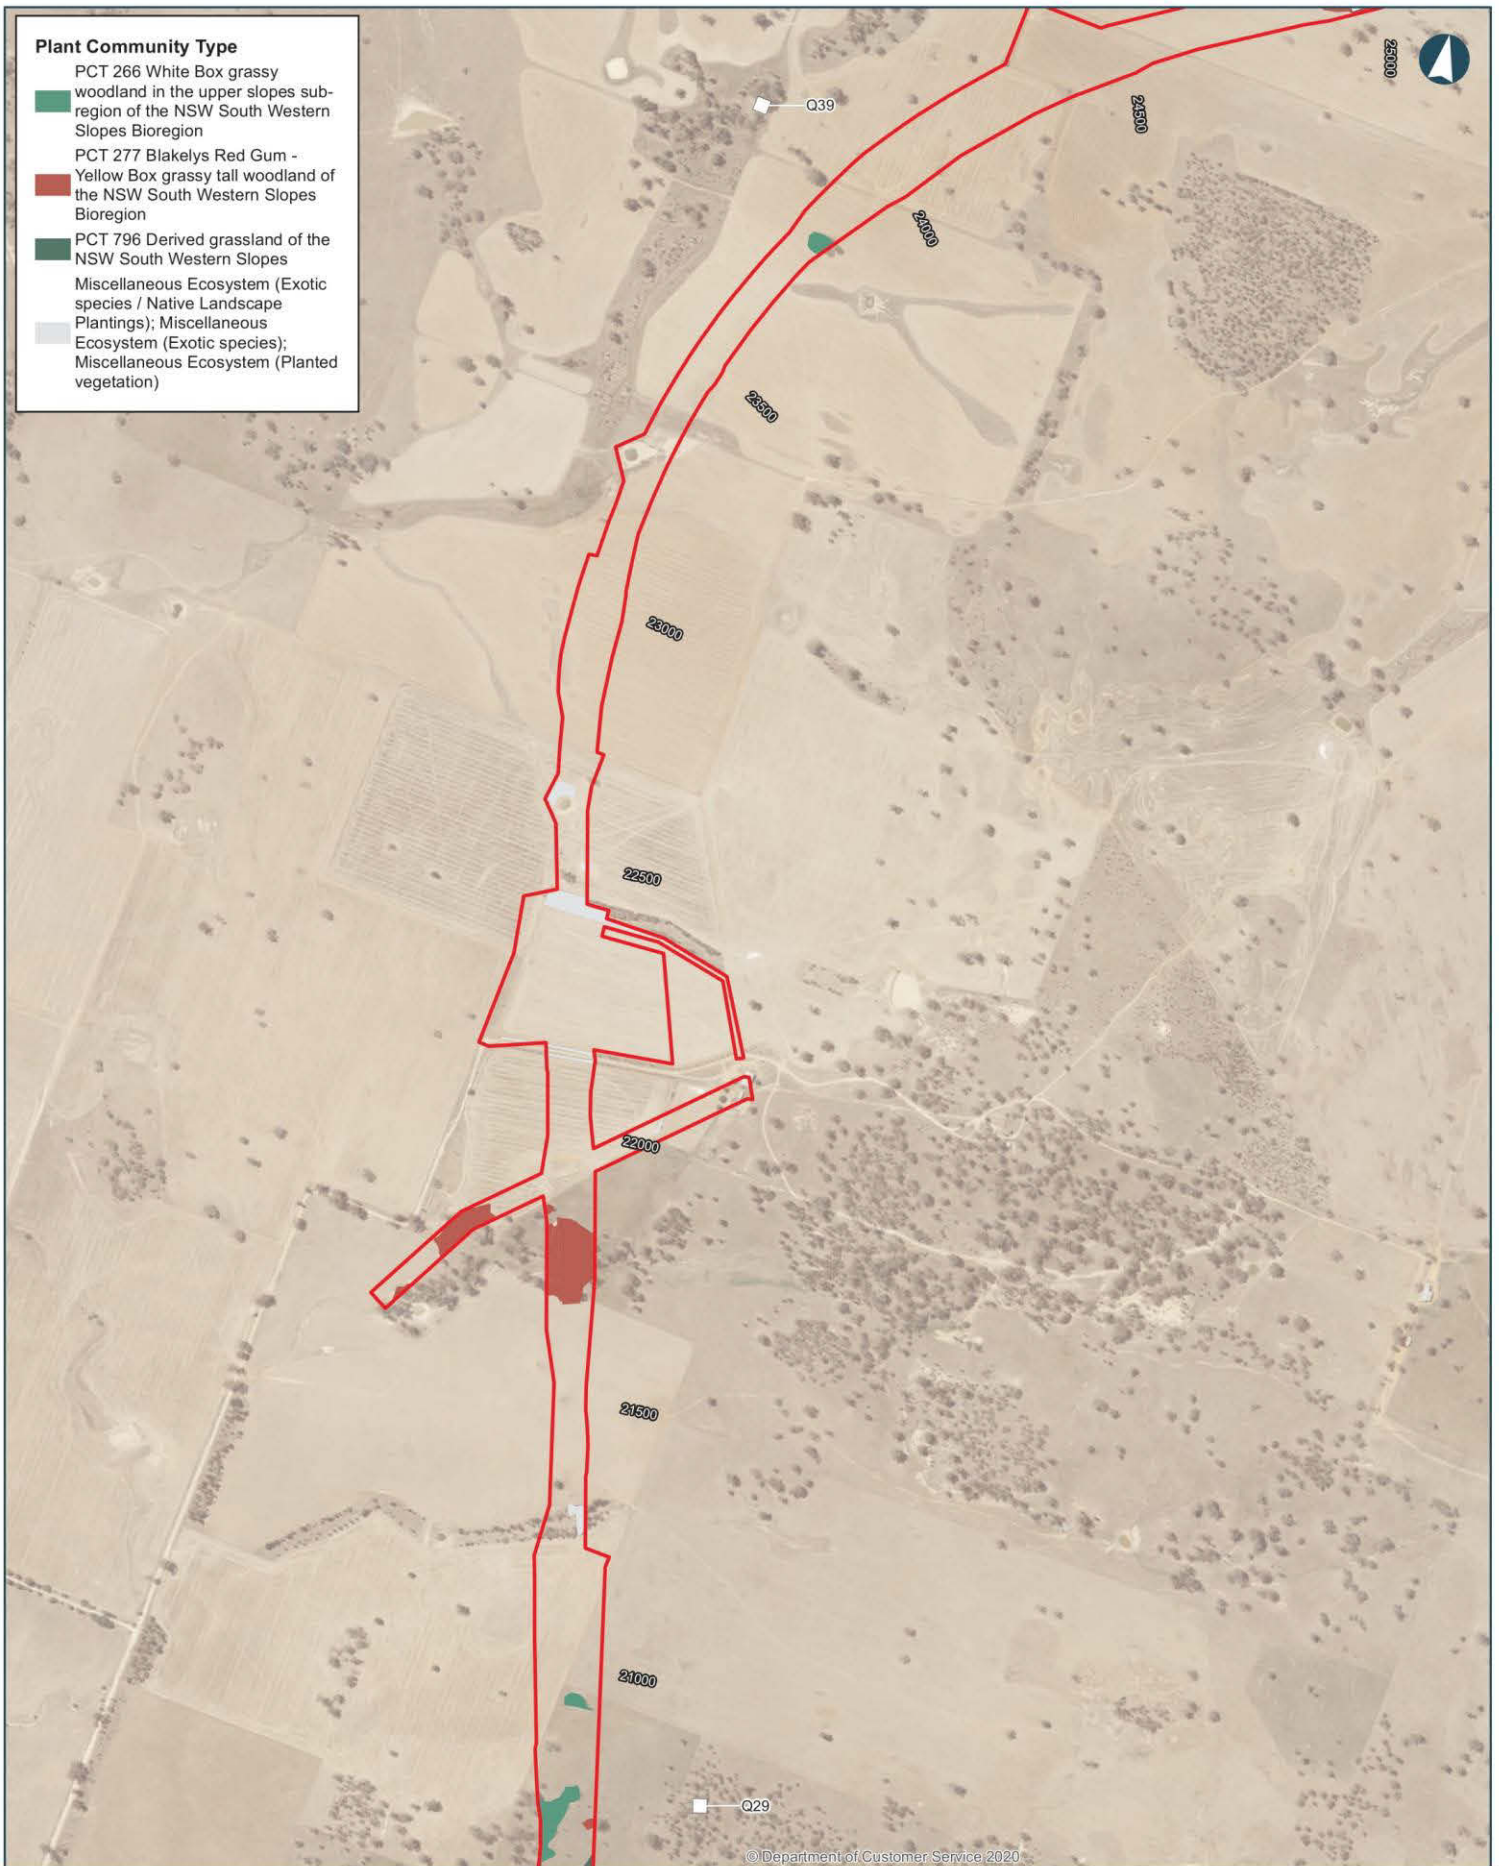 Plant Community Type
PCT 266 White Box grassy
woodland in the upper slopes sub-
region of the NSW South Western
Slopes Bioregion
PCT 277 Blakelys Red Gum -
Yellow Box grassy tall woodland of
the NSW South Western Slopes
Bioregion
PCT 796 Derived grassland of the
NSW South Western Slopes
Miscellaneous Ecosystem (Exotic
species / Native Landscape
Plantings); Miscellaneous
Ecosystem (Exotic species);
Miscellaneous Ecosystem (Planted
vegetation)
25000
24500
Q39
24000
23500
23000
22500
22000
21500
21000
Q29
© Department of Customer Service 2020